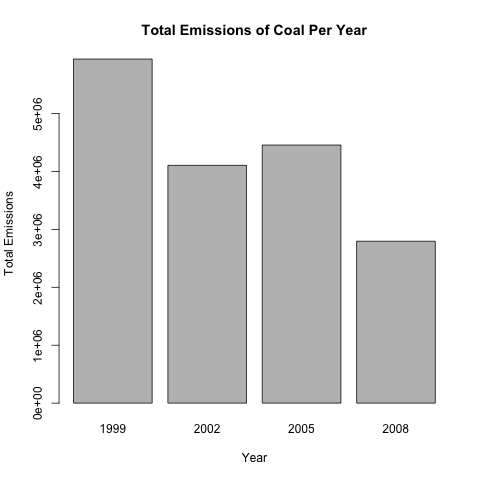 Total Emissions of Coal Per Year
Total Emissions
5e+06
4e+06
3e+06
2e+06
1e+06
0e+00
1999 2002 2005 2008
Year